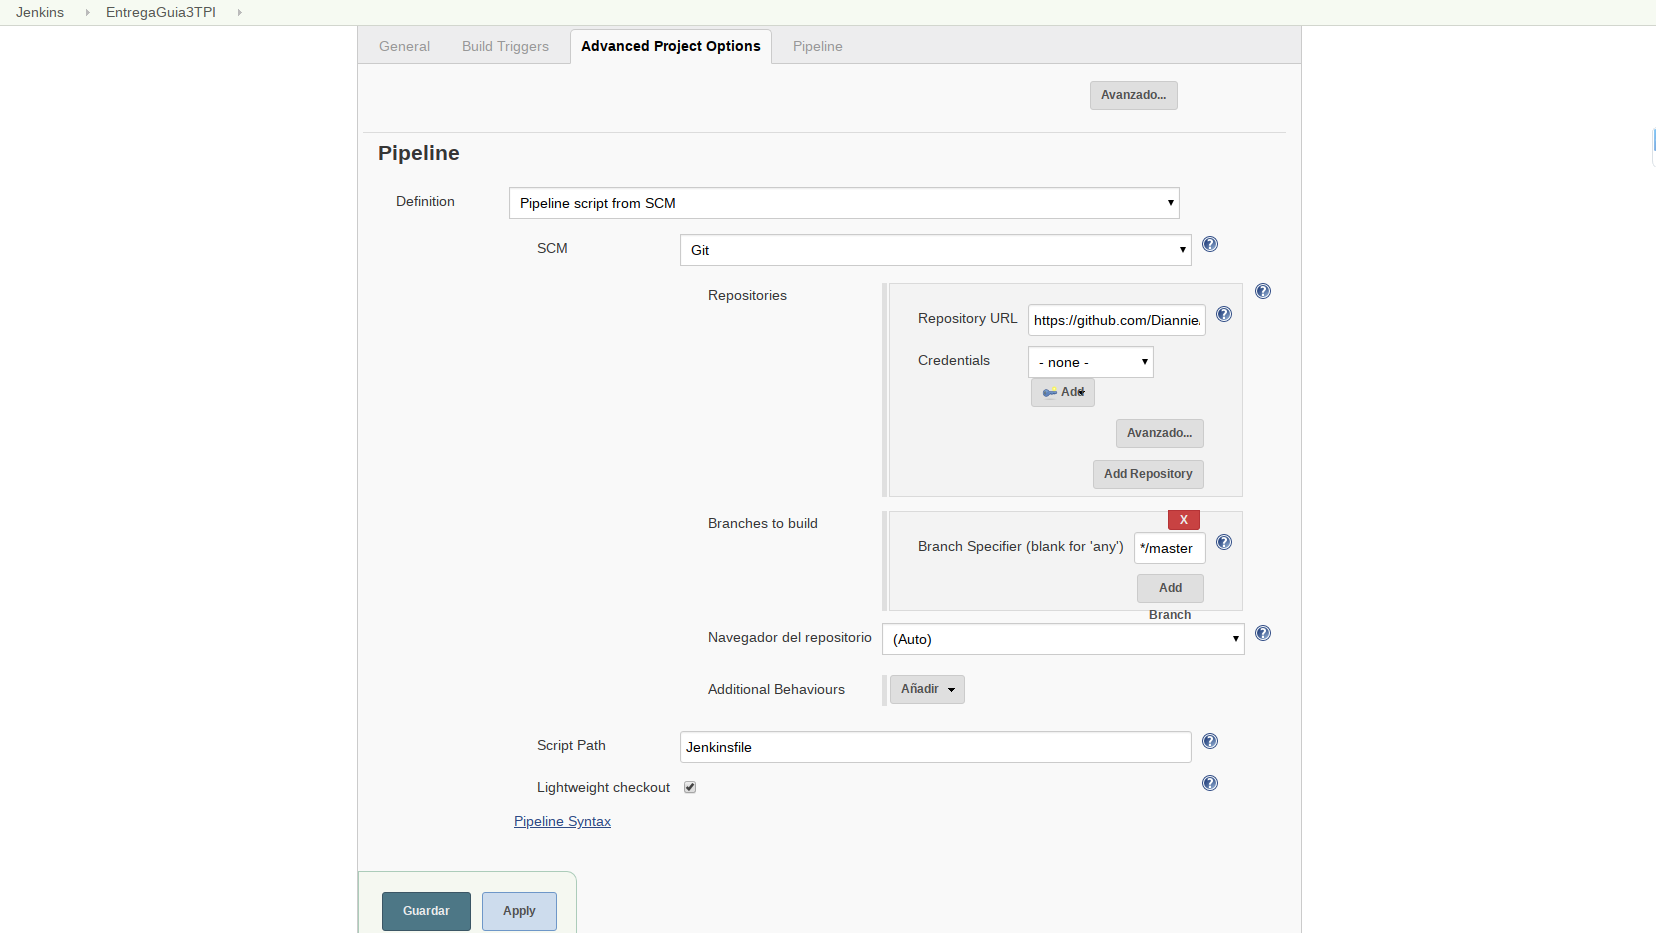 Jenkins EntregaGuia3TPI
General Build Triggers Advanced Project Options Pipeline
Avanzado...
Pipeline
Definition Pipeline script from SCM
SCM Git
Repositories
Repository URL https://github.com/Diannie
Credentials - none -
Add
Avanzado...
Add Repository
Branches to build
X
Branch Specifier (blank for 'any') */master
Add
Branch
Navegador del repositorio (Auto)
Additional Behaviours Añadir
Script Path Jenkinsfile
Lightweight checkout
Pipeline Syntax
Guardar Apply